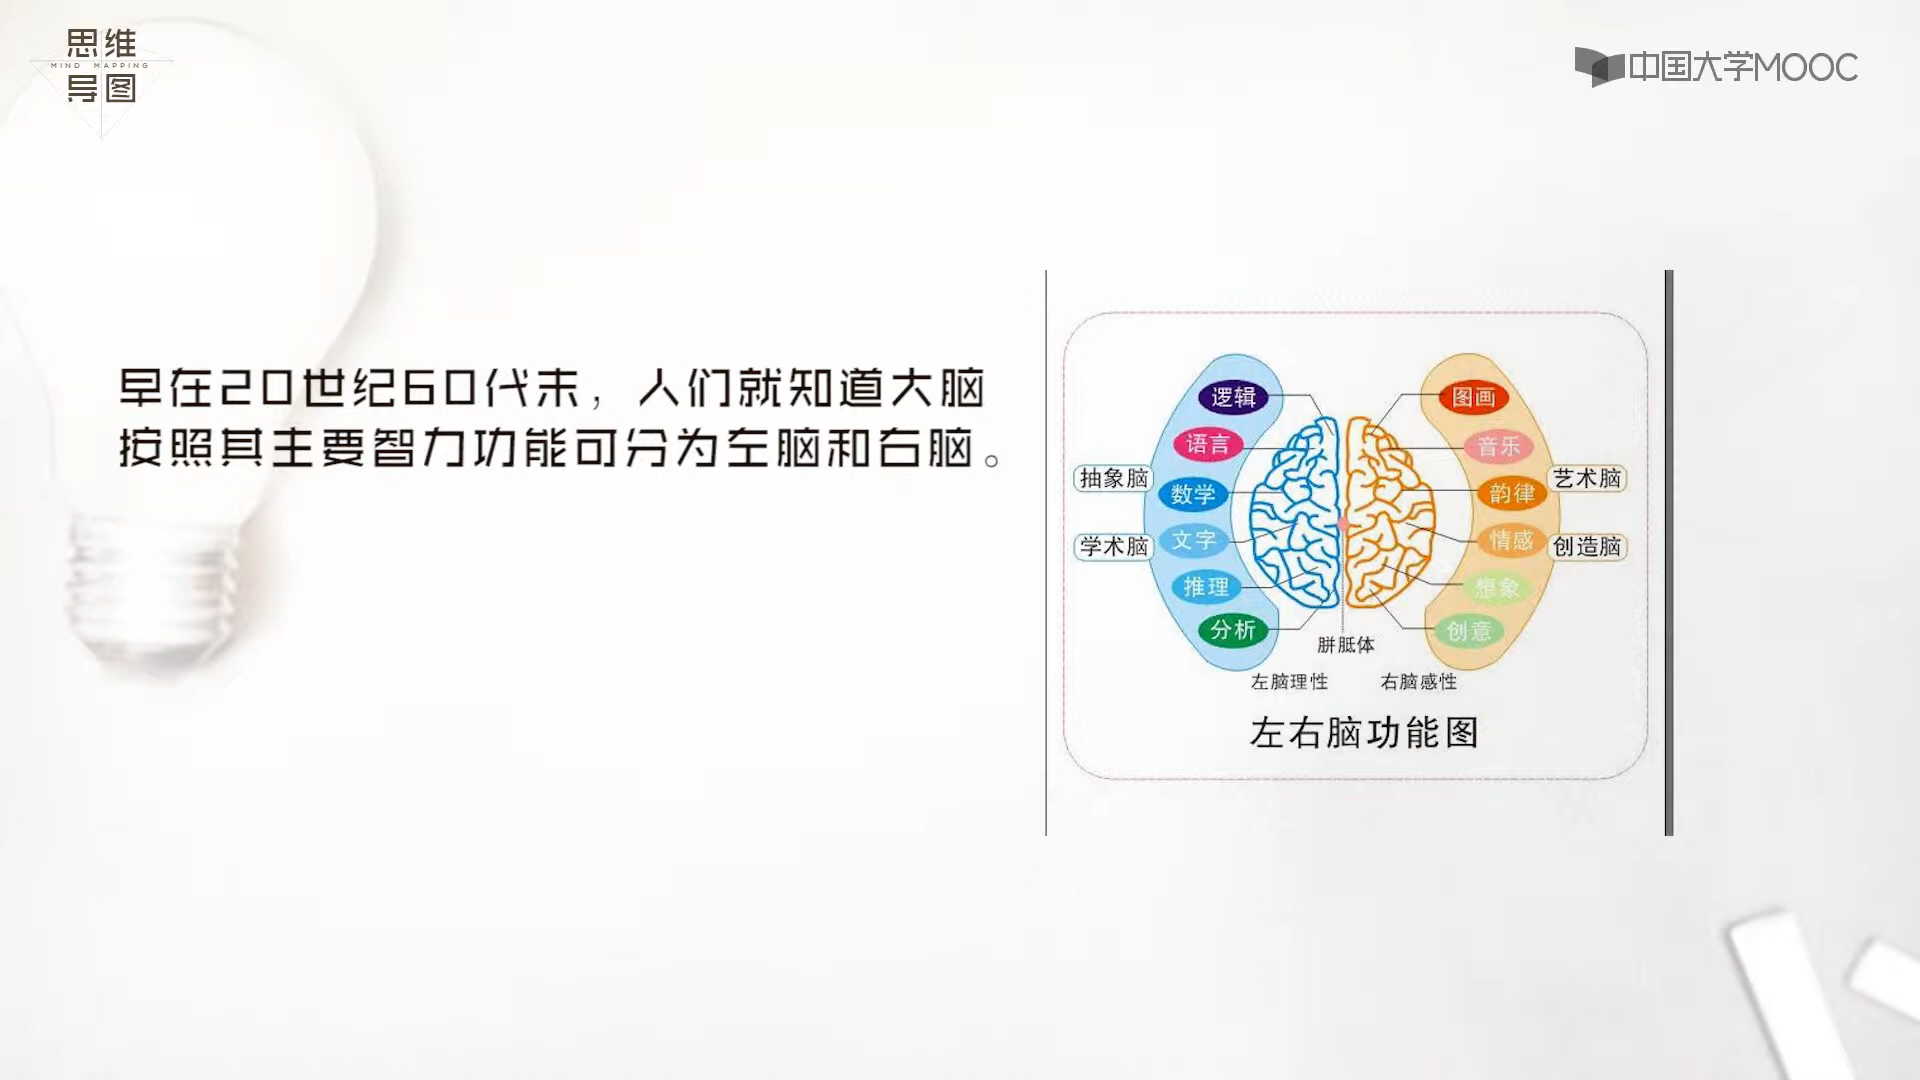 思维
MIND MAPPING
导图
中国大学MOOC
早在20世纪60代末，人们就知道大脑
按照其主要智力功能可分为左脑和右脑。
逻辑
语言
抽象脑
数学
学术脑
文字
推理
分析
图画
音乐
艺术脑
韵律
情感
创造脑
想象
创意
胼胝体
左脑理性
右脑感性
左右脑功能图